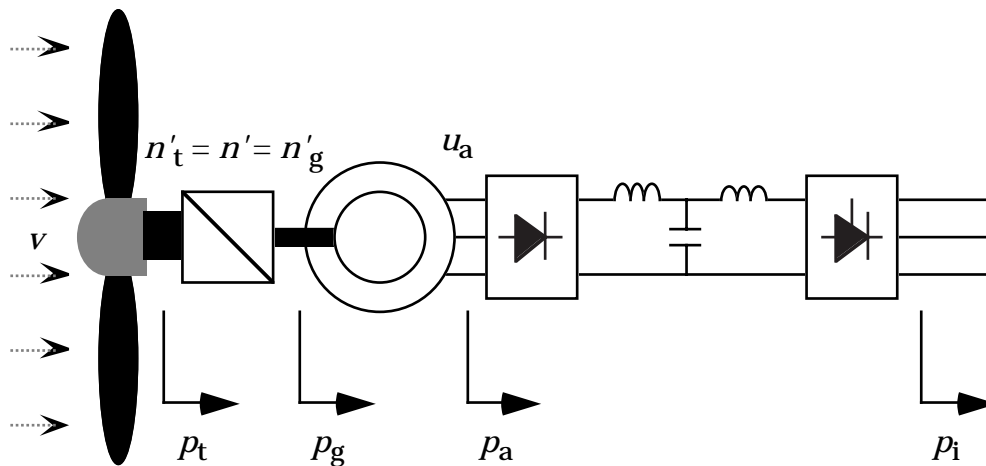 n′t = n′ = n′g
ua
v
pt
pg
pa
pi